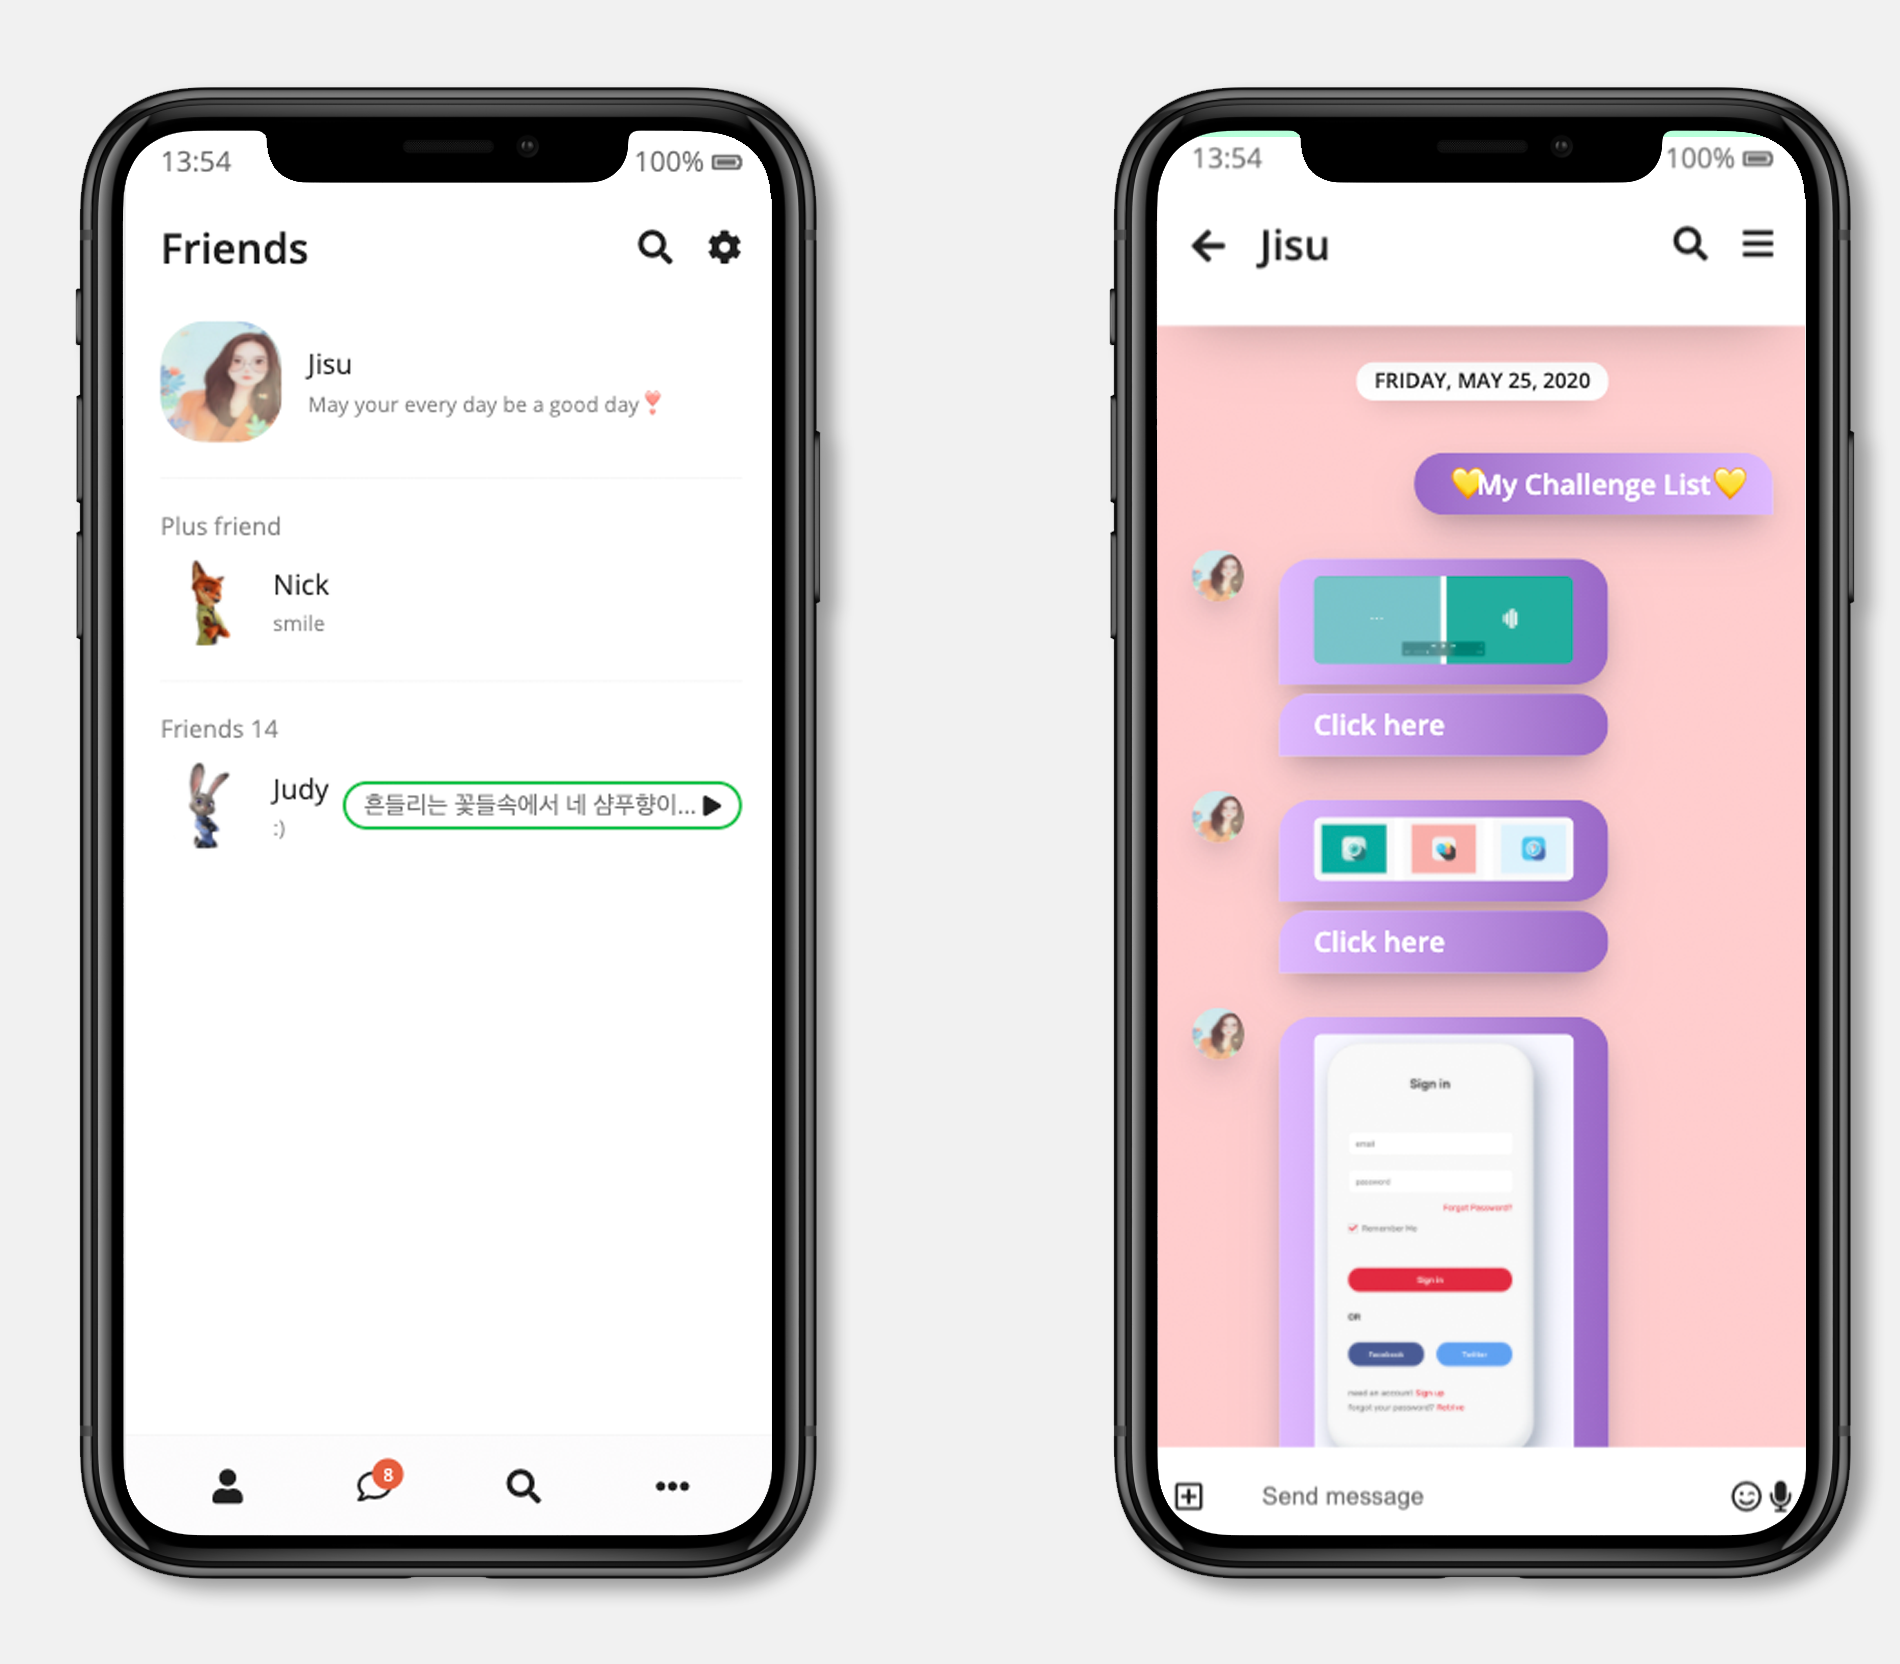 13:54
100%
Friends
Jisu
May your every day be a good day❣
Plus friend
Nick
smile
Friends 14
Judy
:)
흔들리는 꽃들속에서 네 샴푸향이...
8
13:54
100%
Jisu
FRIDAY, MAY 25, 2020
💛My Challenge List💛
Click here
Click here
Sign in
email
password
Forgot Password?
Remember Me
Sign in
OR
Facebook
Twitter
need an account? Sign up
forgot your password?
Send message